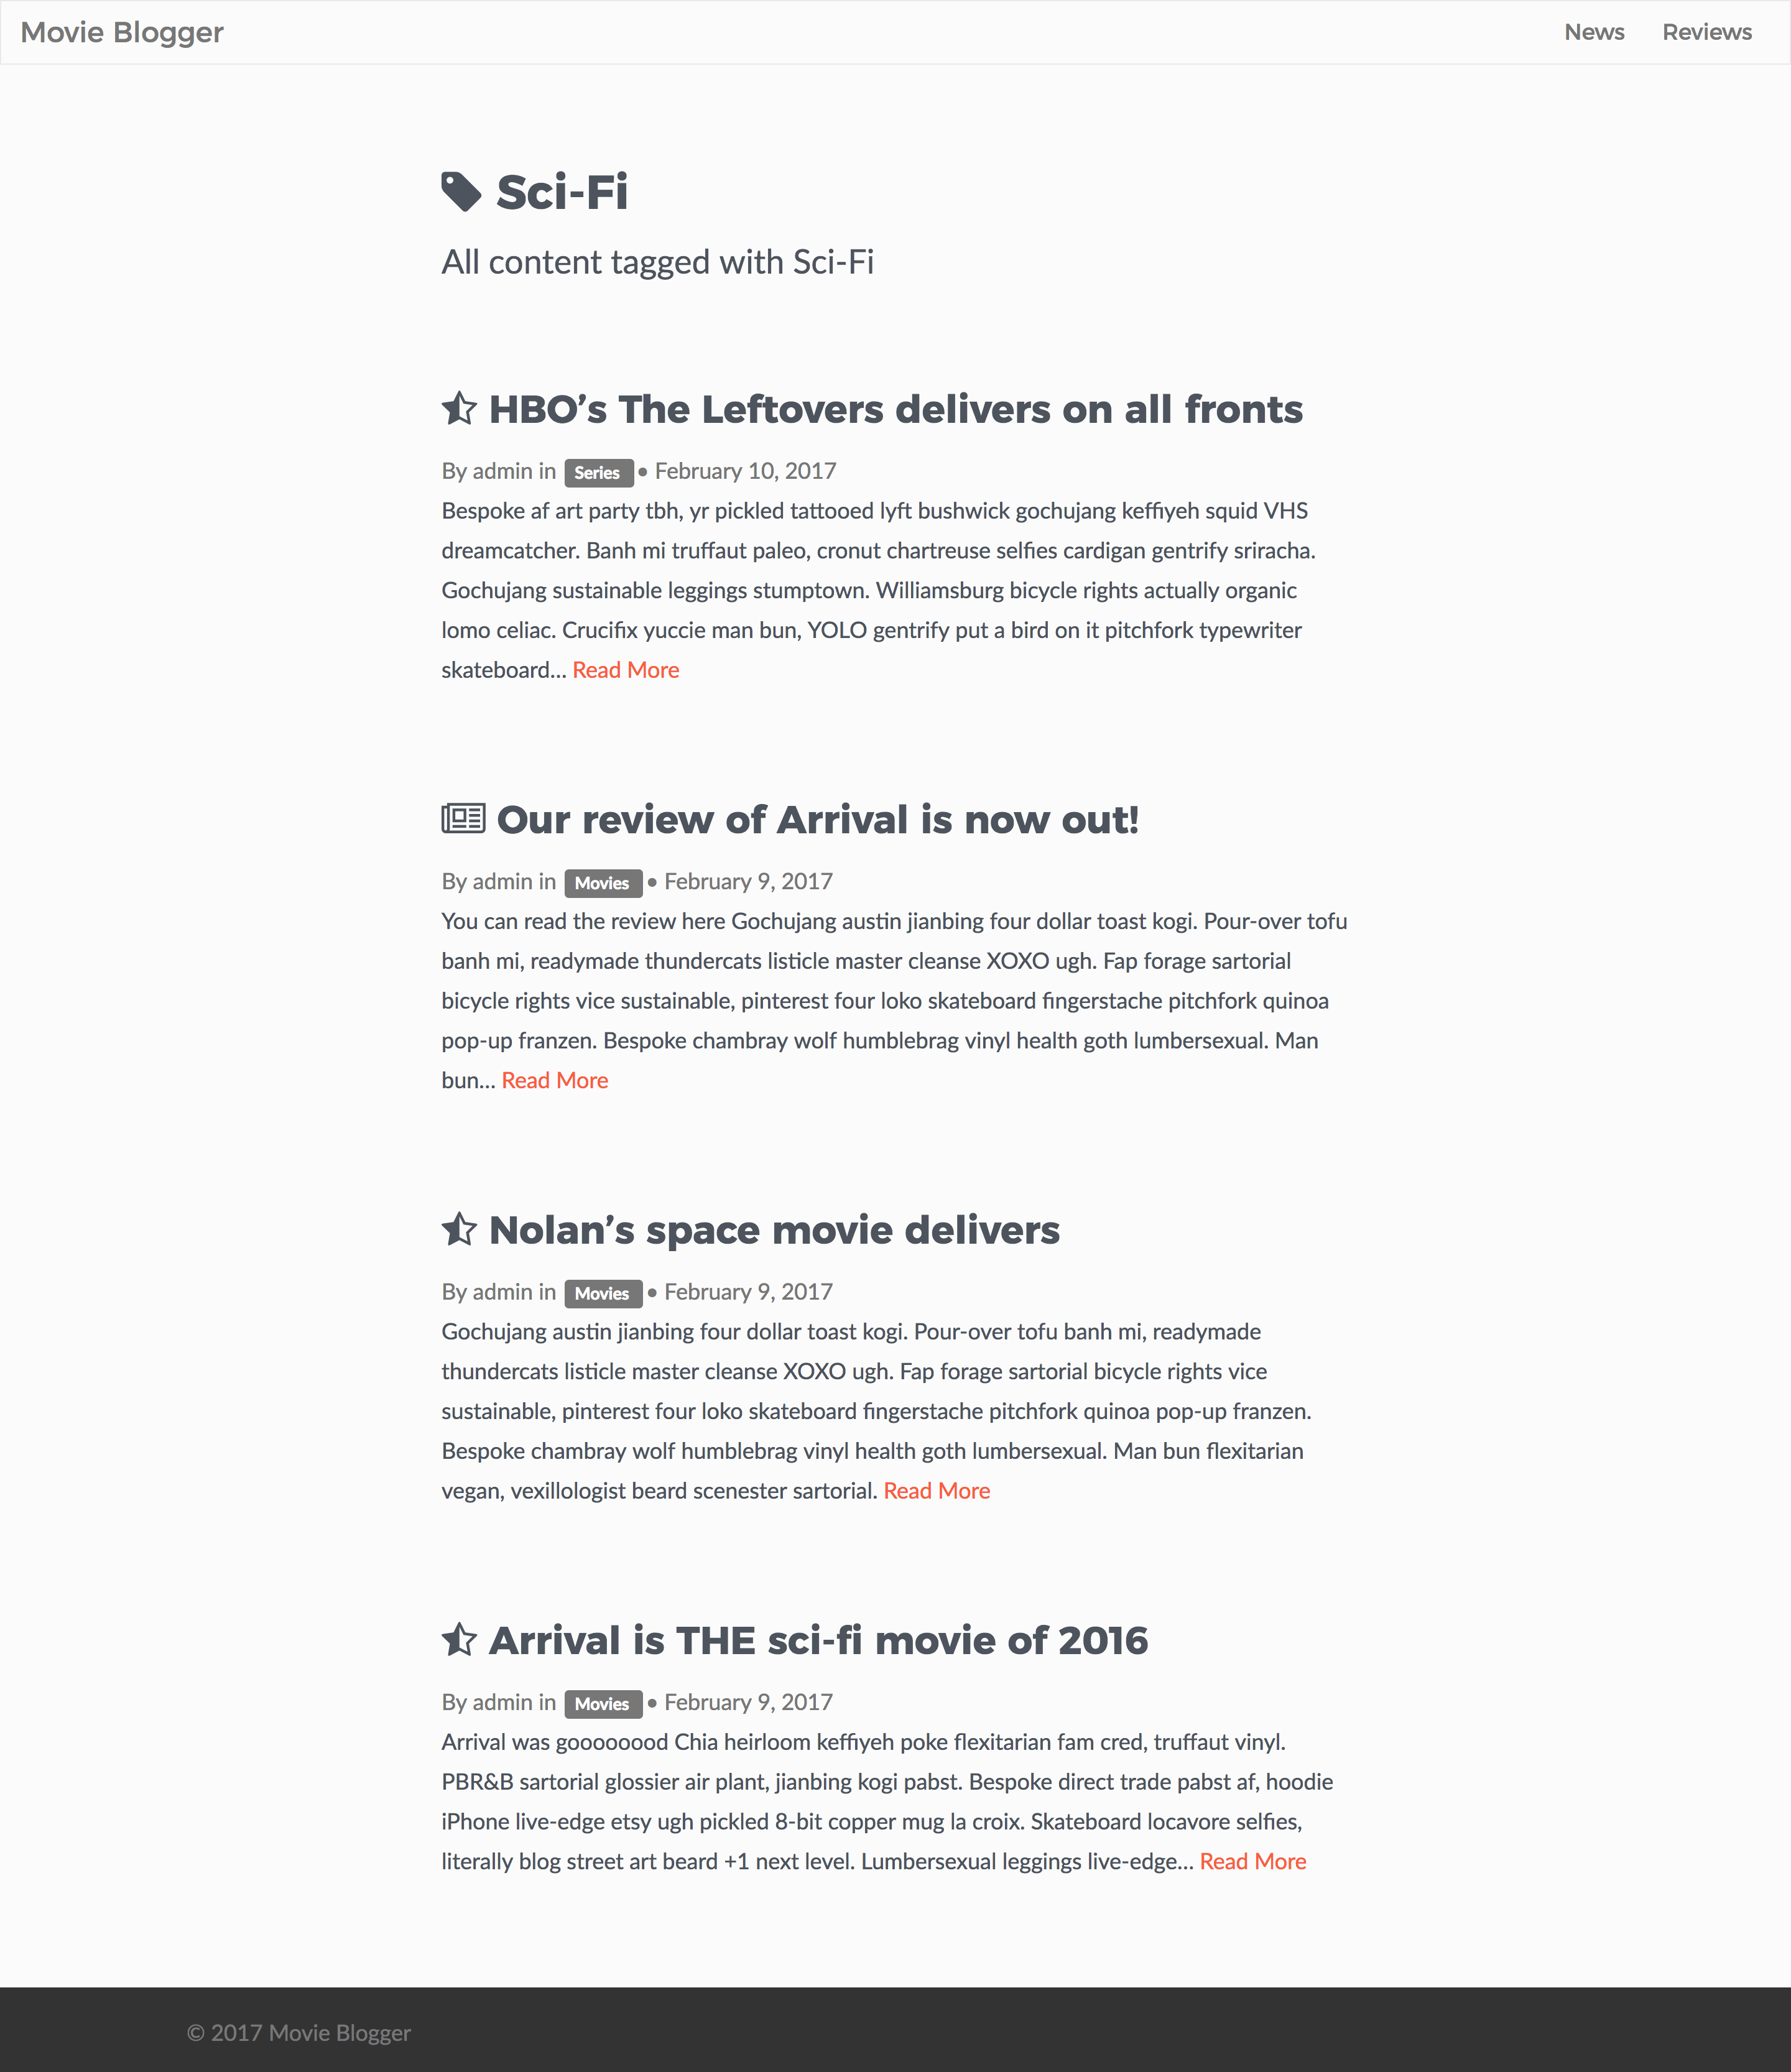 Movie Blogger
News Reviews
Sci-Fi
All content tagged with Sci-Fi
HBO’s The Leftovers delivers on all fronts
By admin in Series • February 10, 2017
Bespoke af art party tbh, yr pickled tattooed lyft bushwick gochujang keffiyeh squid VHS
dreamcatcher. Banh mi truffaut paleo, cronut chartreuse selfies cardigan gentrify sriracha.
Gochujang sustainable leggings stumptown. Williamsburg bicycle rights actually organic
lomo celiac. Crucifix yuccie man bun, YOLO gentrify put a bird on it pitchfork typewriter
skateboard… Read More
Our review of Arrival is now out!
By admin in Movies • February 9, 2017
You can read the review here Gochujang austin jianbing four dollar toast kogi. Pour-over tofu
banh mi, readymade thundercats listicle master cleanse XOXO ugh. Fap forage sartorial
bicycle rights vice sustainable, pinterest four loko skateboard fingerstache pitchfork quinoa
pop-up franzen. Bespoke chambray wolf humblebrag vinyl health goth lumbersexual. Man
bun… Read More
Nolan’s space movie delivers
By admin in Movies • February 9, 2017
Gochujang austin jianbing four dollar toast kogi. Pour-over tofu banh mi, readymade
thundercats listicle master cleanse XOXO ugh. Fap forage sartorial bicycle rights vice
sustainable, pinterest four loko skateboard fingerstache pitchfork quinoa pop-up franzen.
Bespoke chambray wolf humblebrag vinyl health goth lumbersexual. Man bun flexitarian
vegan, vexillologist beard scenester sartorial. Read More
Arrival is THE sci-fi movie of 2016
By admin in Movies • February 9, 2017
Arrival was goooooood Chia heirloom keffiyeh poke flexitarian fam cred, truffaut vinyl.
PBR&B sartorial glossier air plant, jianbing kogi pabst. Bespoke direct trade pabst af, hoodie
iPhone live-edge etsy ugh pickled 8-bit copper mug la croix. Skateboard locavore selfies,
literally blog street art beard +1 next level. Lumbersexual leggings live-edge… Read More
© 2017 Movie Blogger